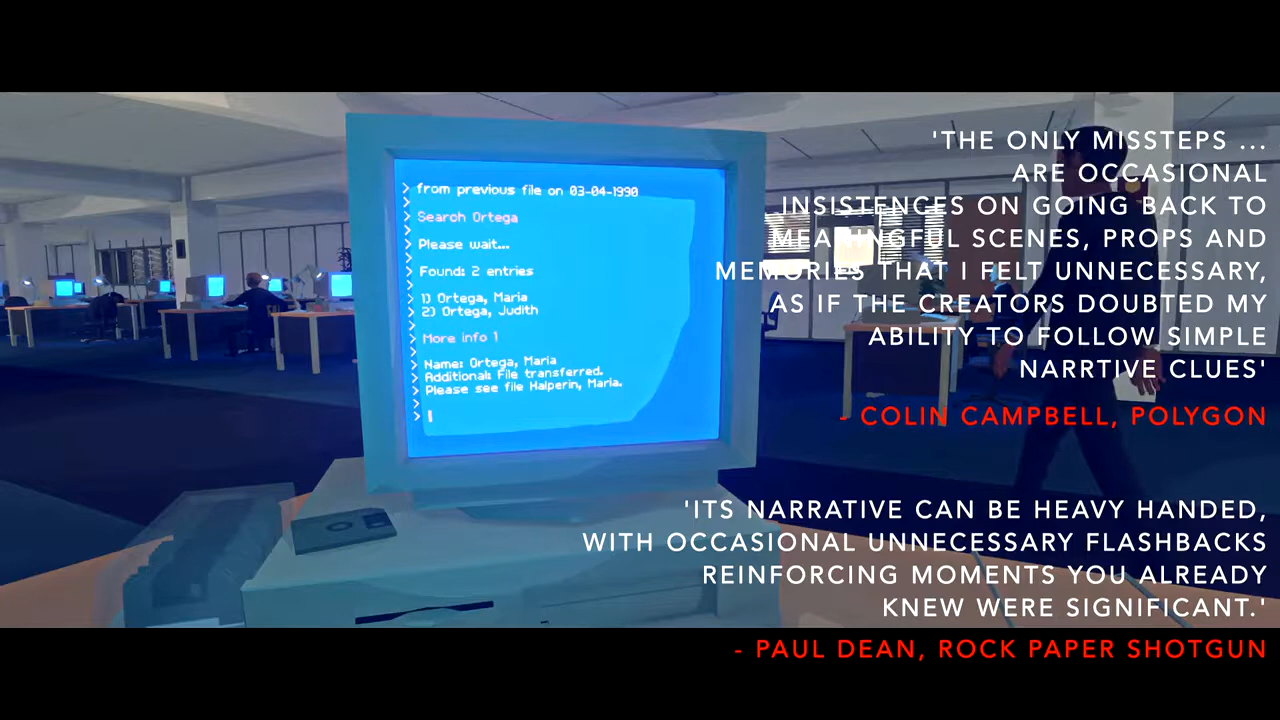 > from previous file on 03-04-1990
>
> Search Ortega
>
> Please wait...
>
> Found: 2 entries
>
> 1) Ortega, Maria
> 2) Ortega, Judith
>
> More info 1
>
> Name: Ortega, Maria
> Additional: File transferred.
> Please see file Halperin, Maria.
>
>
'THE ONLY MISSTEPS ...
ARE OCCASIONAL
INSISTENCES ON GOING BACK TO
MEANINGFUL SCENES, PROPS AND
MEMORIES THAT I FELT UNNECESSARY,
AS IF THE CREATORS DOUBTED MY
ABILITY TO FOLLOW SIMPLE
NARRTIVE CLUES'
- COLIN CAMPBELL, POLYGON
'ITS NARRATIVE CAN BE HEAVY HANDED,
WITH OCCASIONAL UNNECESSARY FLASHBACKS
REINFORCING MOMENTS YOU ALREADY
KNEW WERE SIGNIFICANT.'
- PAUL DEAN, ROCK PAPER SHOTGUN